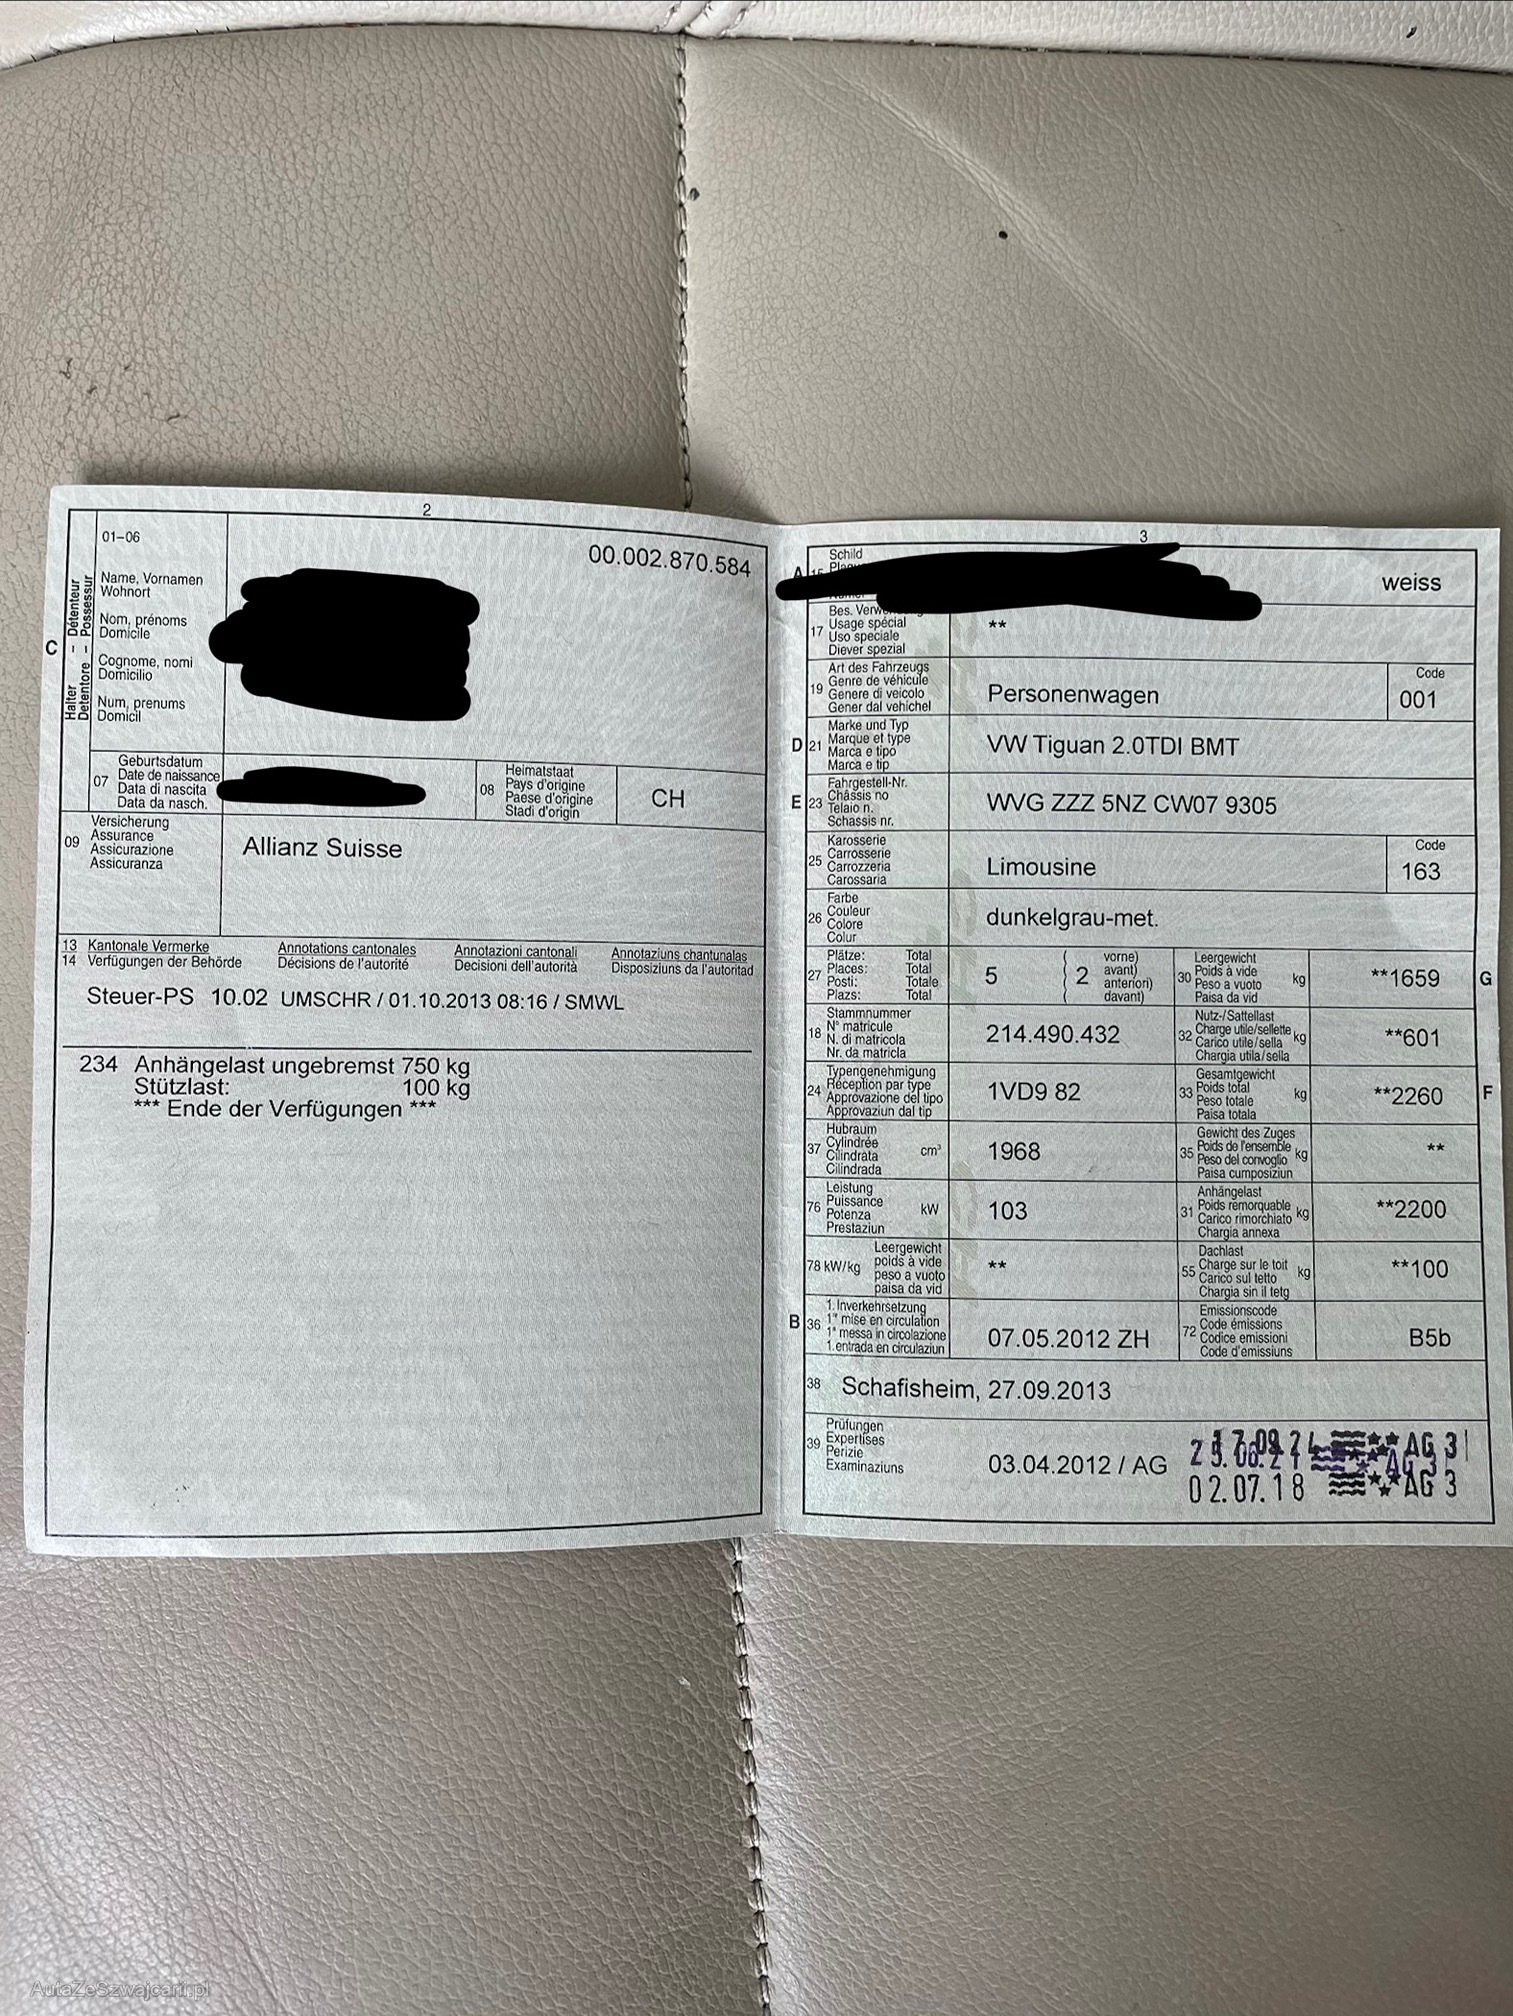 2
01–06
00.002.870.584
C
Halter – Détenteur
Detentore – Possessur
Name, Vornamen
Wohnort
Nom, prénoms
Domicile
Cognome, nomi
Domicilio
Num, prenums
Domicil
07
Geburtsdatum
Date de naissance
Data di nascita
Data da nasch.
08
Heimatstaat
Pays d'origine
Paese d'origine
Stadi d'origin
CH
09
Versicherung
Assurance
Assicurazione
Assicuranza
Allianz Suisse
13 Kantonale Vermerke Annotations cantonales Annotazioni cantonali Annotaziuns chantunalas
14 Verfügungen der Behörde Décisions de l'autorité Decisioni dell'autorità Disposiziuns da l'autoritad
Steuer-PS 10.02 UMSCHR / 01.10.2013 08:16 / SMWL
234 Anhängelast ungebremst 750 kg
Stützlast: 100 kg
*** Ende der Verfügungen ***
3
A
Schild
weiss
17
Usage spécial
Uso speciale
Diever spezial
**
19
Art des Fahrzeugs
Genre de véhicule
Genere di veicolo
Gener dal vehichel
Personenwagen
Code
001
D 21
Marke und Typ
Marque et type
Marca e tipo
Marca e tip
VW Tiguan 2.0TDI BMT
E 23
Fahrgestell-Nr.
Châssis no
Telaio n.
Schassis nr.
WVG ZZZ 5NZ CW07 9305
25
Karosserie
Carrosserie
Carrozzeria
Carossaria
Limousine
Code
163
26
Farbe
Couleur
Colore
Colur
dunkelgrau-met.
27
Plätze: Total
Places: Total
Posti: Totale
Plazs: Total
5
2
vorne)
avant)
anteriori)
davant)
30
Leergewicht
Poids à vide
Peso a vuoto
Paisa da vid
kg
**1659
G
18
Stammnummer
N° matricule
N. di matricola
Nr. da matricla
214.490.432
32
Nutz-/Sattellast
Charge utile/sellette
Carico utile/sella
Chargia utila/sella
kg
**601
24
Typengenehmigung
Réception par type
Approvazione del tipo
Approvaziun dal tip
1VD9 82
33
Gesamtgewicht
Poids total
Peso totale
Paisa totala
kg
**2260
F
37
Hubraum
Cylindrée
Cilindrata
Cilindrada
cm³
1968
35
Gewicht des Zuges
Poids de l'ensemble
Peso del convoglio
Paisa cumposiziun
kg
**
76
Leistung
Puissance
Potenza
Prestaziun
kW
103
31
Anhängelast
Poids remorquable
Carico rimorchiato
Chargia annexa
kg
**2200
78 kW/kg
Leergewicht
poids à vide
peso a vuoto
paisa da vid
**
55
Dachlast
Charge sur le toit
Carico sul tetto
Chargia sin il tetg
kg
**100
B 36
1. Inverkehrsetzung
1re mise en circulation
1a messa in circolazione
1. entrada en circulaziun
07.05.2012 ZH
72
Emissionscode
Code émissions
Codice emissioni
Code d'emissiuns
B5b
38
Schafisheim, 27.09.2013
39
Prüfungen
Expertises
Perizie
Examinaziuns
03.04.2012 / AG
AG 3
02.07.18 AG 3
AutaZeSzwajcarii.pl